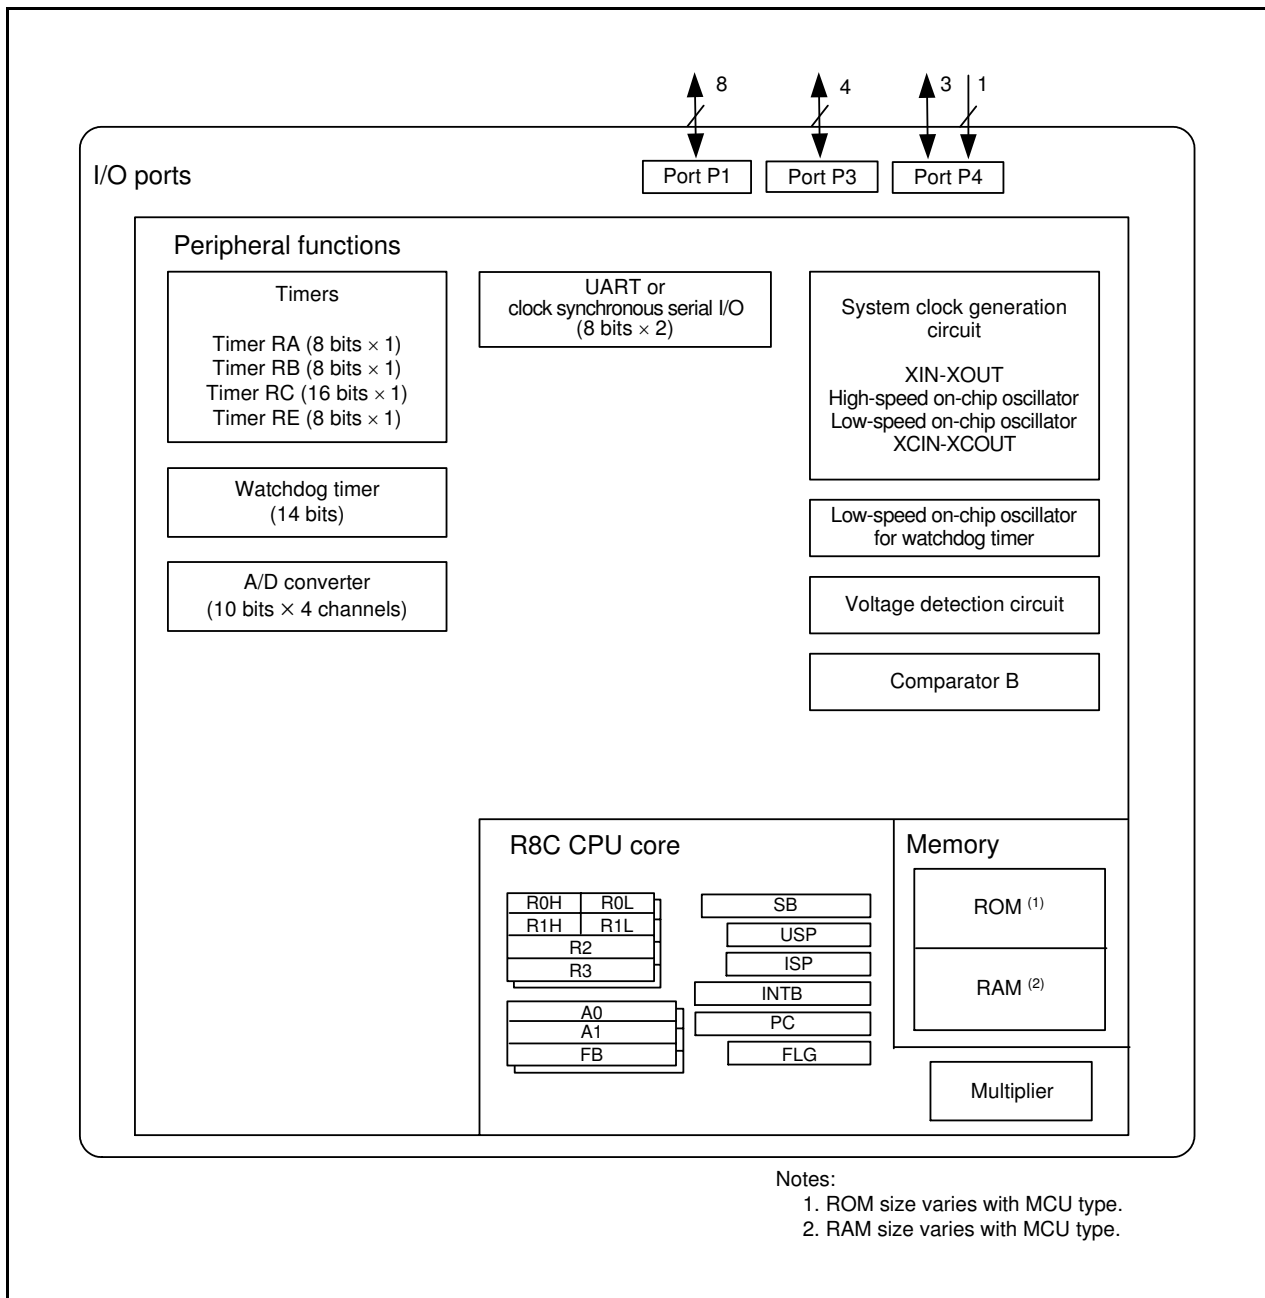 8
4
3
1
I/O ports
Port P1
Port P3
Port P4
Peripheral functions
Timers
Timer RA (8 bits × 1)
Timer RB (8 bits × 1)
Timer RC (16 bits × 1)
Timer RE (8 bits × 1)
Watchdog timer
(14 bits)
A/D converter
(10 bits × 4 channels)
UART or
clock synchronous serial I/O
(8 bits × 2)
System clock generation
circuit
XIN-XOUT
High-speed on-chip oscillator
Low-speed on-chip oscillator
XCIN-XCOUT
Low-speed on-chip oscillator
for watchdog timer
Voltage detection circuit
Comparator B
R8C CPU core
R0H
R0L
R1H
R1L
R2
R3
A0
A1
FB
SB
USP
ISP
INTB
PC
FLG
Memory
ROM (1)
RAM (2)
Multiplier
Notes:
1. ROM size varies with MCU type.
2. RAM size varies with MCU type.